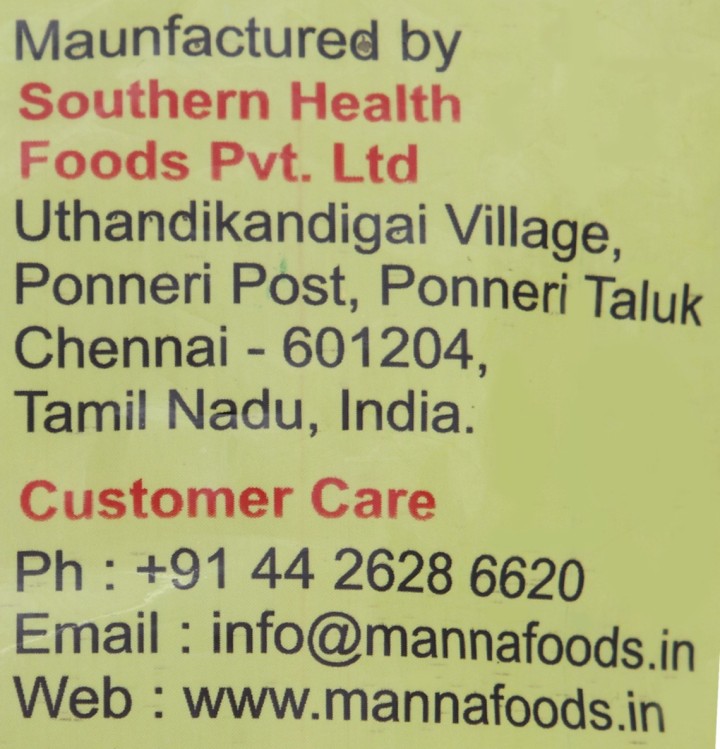 Maunfactured by
Southern Health
Foods Pvt. Ltd
Uthandikandigai Village,
Ponneri Post, Ponneri Taluk
Chennai - 601204,
Tamil Nadu, India.
Customer Care
Ph : +91 44 2628 6620
Email : info@mannafoods.in
Web : www.mannafoods.in